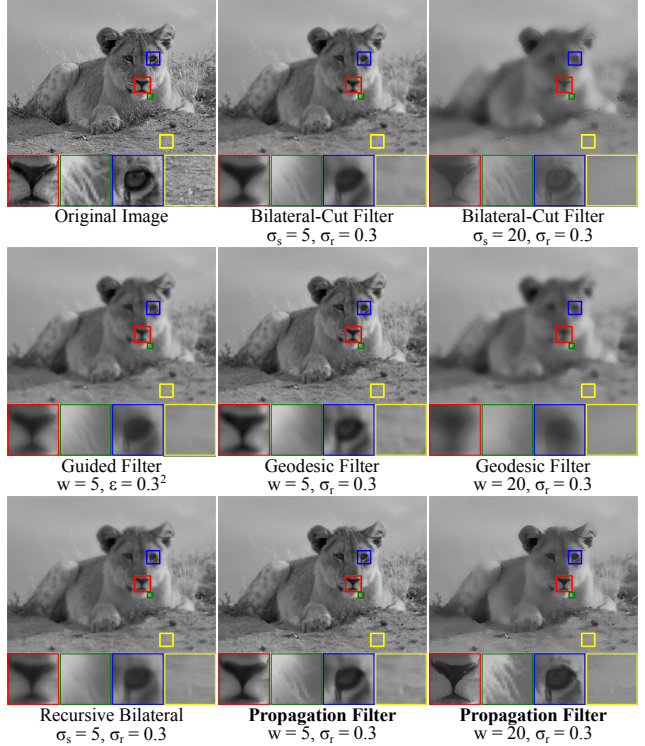 Original Image
Bilateral-Cut Filter
σs = 5, σr = 0.3
Bilateral-Cut Filter
σs = 20, σr = 0.3
Guided Filter
w = 5, ε = 0.3²
Geodesic Filter
w = 5, σr = 0.3
Geodesic Filter
w = 20, σr = 0.3
Recursive Bilateral
σs = 5, σr = 0.3
Propagation Filter
w = 5, σr = 0.3
Propagation Filter
w = 20, σr = 0.3